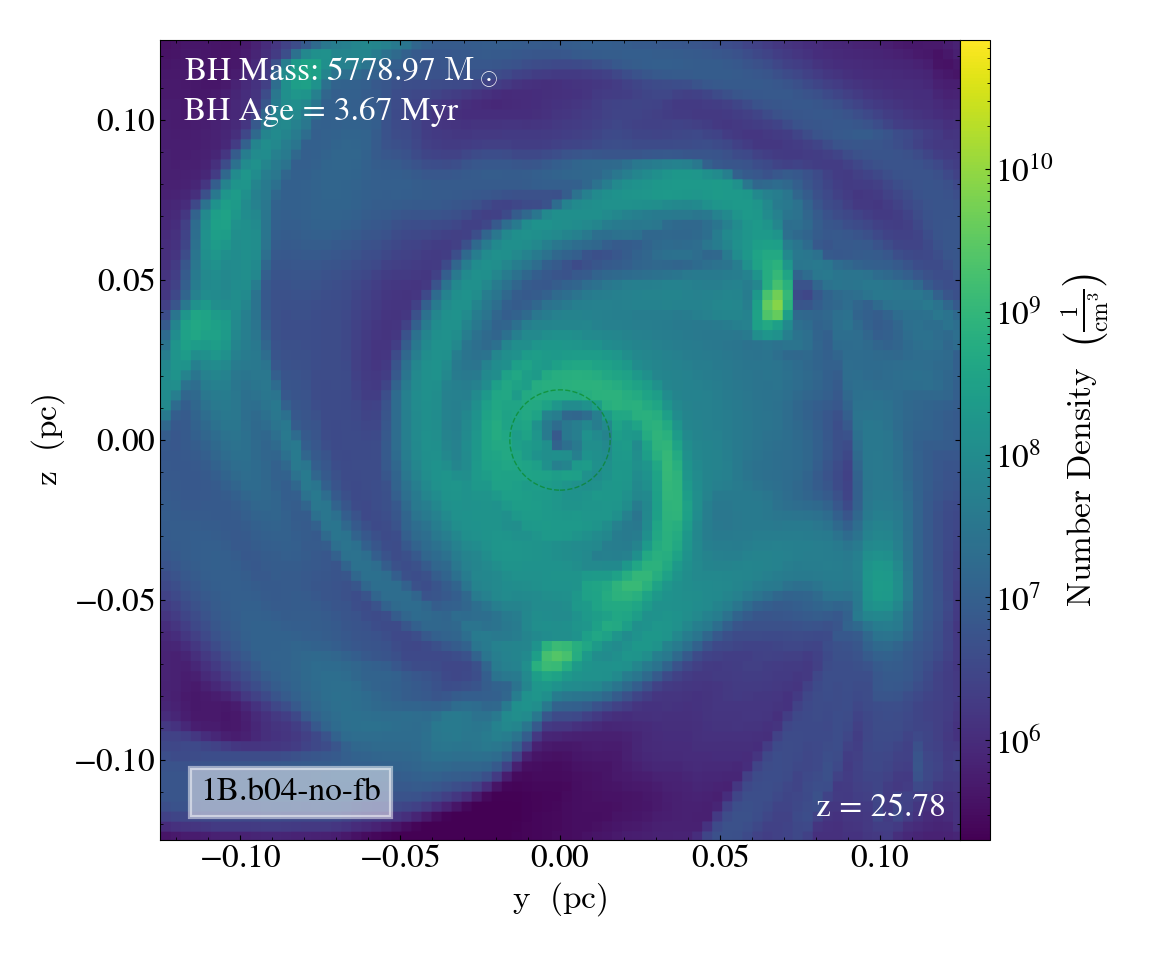 BH Mass: 5778.97 M⊙
BH Age = 3.67 Myr
0.10
0.05
0.00
−0.05
−0.10
z (pc)
1B.b04-no-fb
z = 25.78
−0.10 −0.05 0.00 0.05 0.10
y (pc)
10¹⁰
10⁹
10⁸
10⁷
10⁶
Number Density (1/cm³)